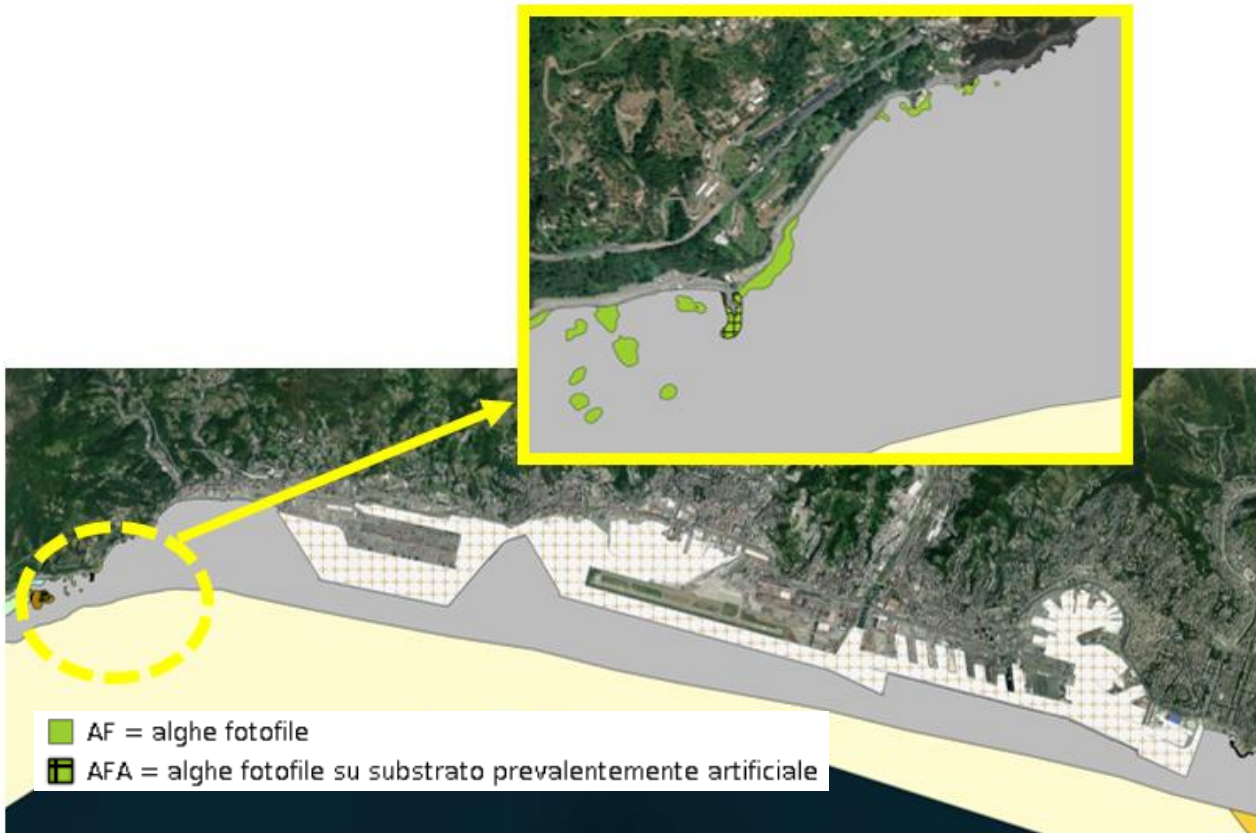 AF = alghe fotofile
AFA = alghe fotofile su substrato prevalentemente artificiale